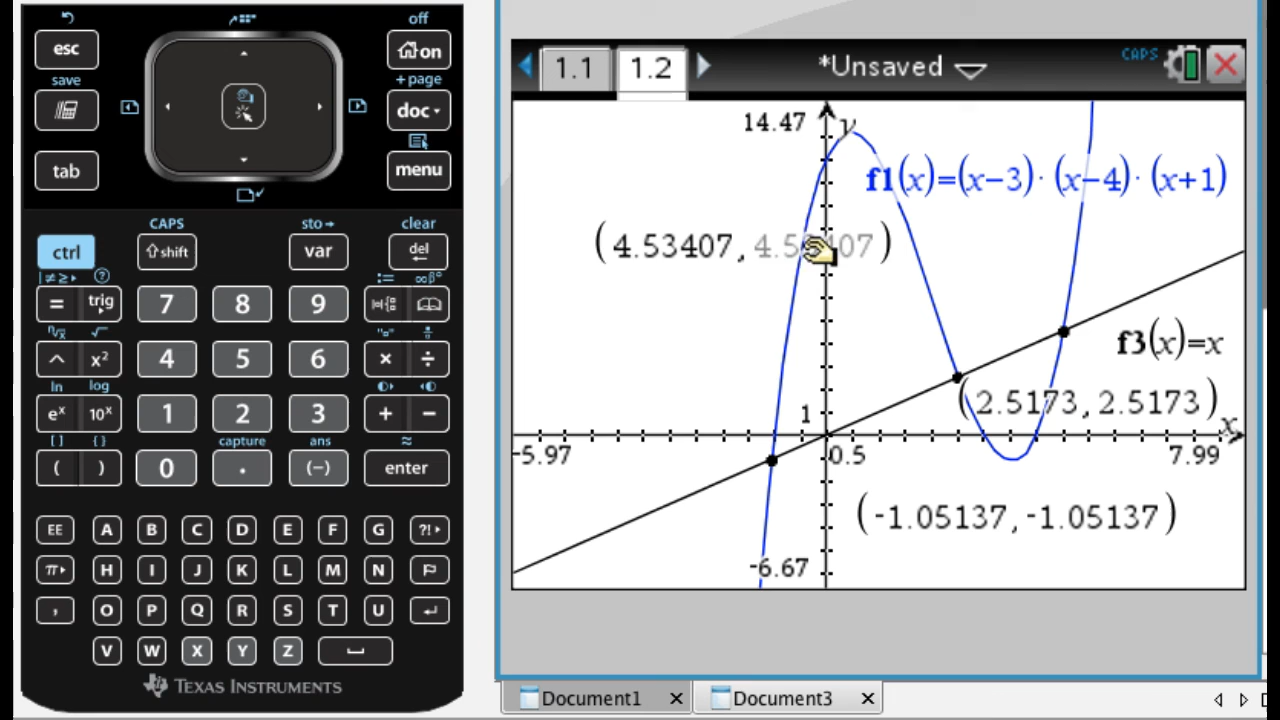 off
esc
on
save
+ page
doc
tab
menu
CAPS
sto→
clear
ctrl
⇧shift
var
del
|≠≥▸
?
:=
∞β°
=
trig
7
8
9
ⁿ√x
√
"▫"
^
x²
4
5
6
×
÷
ln
log
eˣ
10ˣ
1
2
3
+
−
[ ]
{ }
capture
ans
≈
(
)
0
.
(−)
enter
EE
A
B
C
D
E
F
G
?!▸
π▸
H
I
J
K
L
M
N
,
O
P
Q
R
S
T
U
V
W
X
Y
Z
TEXAS INSTRUMENTS
1.1
1.2
*Unsaved
CAPS
14.47
y
f1(x)=(x−3)·(x−4)·(x+1)
(4.53407,
f3(x)=x
(2.5173,2.5173)
1
x
-5.97
0.5
7.99
(-1.05137,-1.05137)
-6.67
Document1
Document3